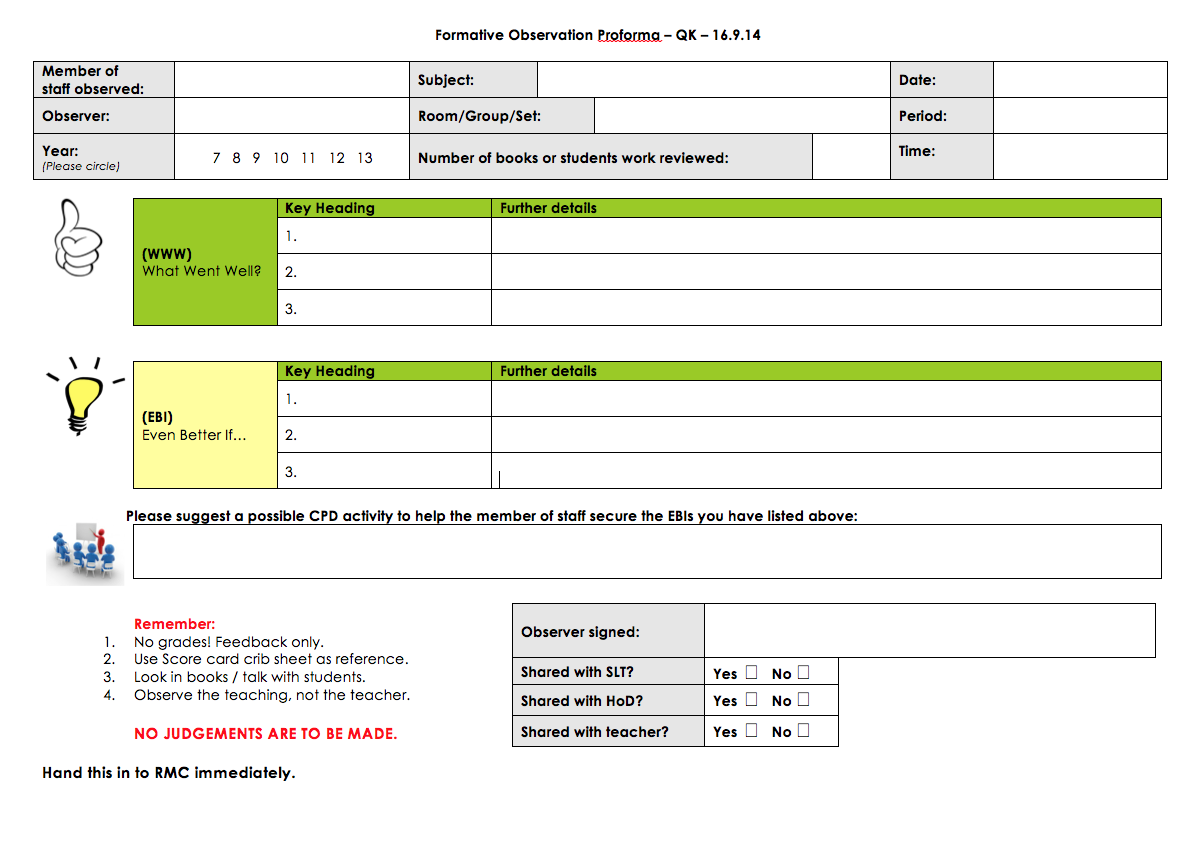 Formative Observation Proforma – QK – 16.9.14
Member of
staff observed:
Subject:
Date:
Observer:
Room/Group/Set:
Period:
Year:
(Please circle)
7 8 9 10 11 12 13
Number of books or students work reviewed:
Time:
(WWW)
What Went Well?
Key Heading
Further details
1.
2.
3.
(EBI)
Even Better If…
Key Heading
Further details
1.
2.
3.
Please suggest a possible CPD activity to help the member of staff secure the EBIs you have listed above:
Remember:
1. No grades! Feedback only.
2. Use Score card crib sheet as reference.
3. Look in books / talk with students.
4. Observe the teaching, not the teacher.
NO JUDGEMENTS ARE TO BE MADE.
Observer signed:
Shared with SLT? Yes ☐ No ☐
Shared with HoD? Yes ☐ No ☐
Shared with teacher? Yes ☐ No ☐
Hand this in to RMC immediately.